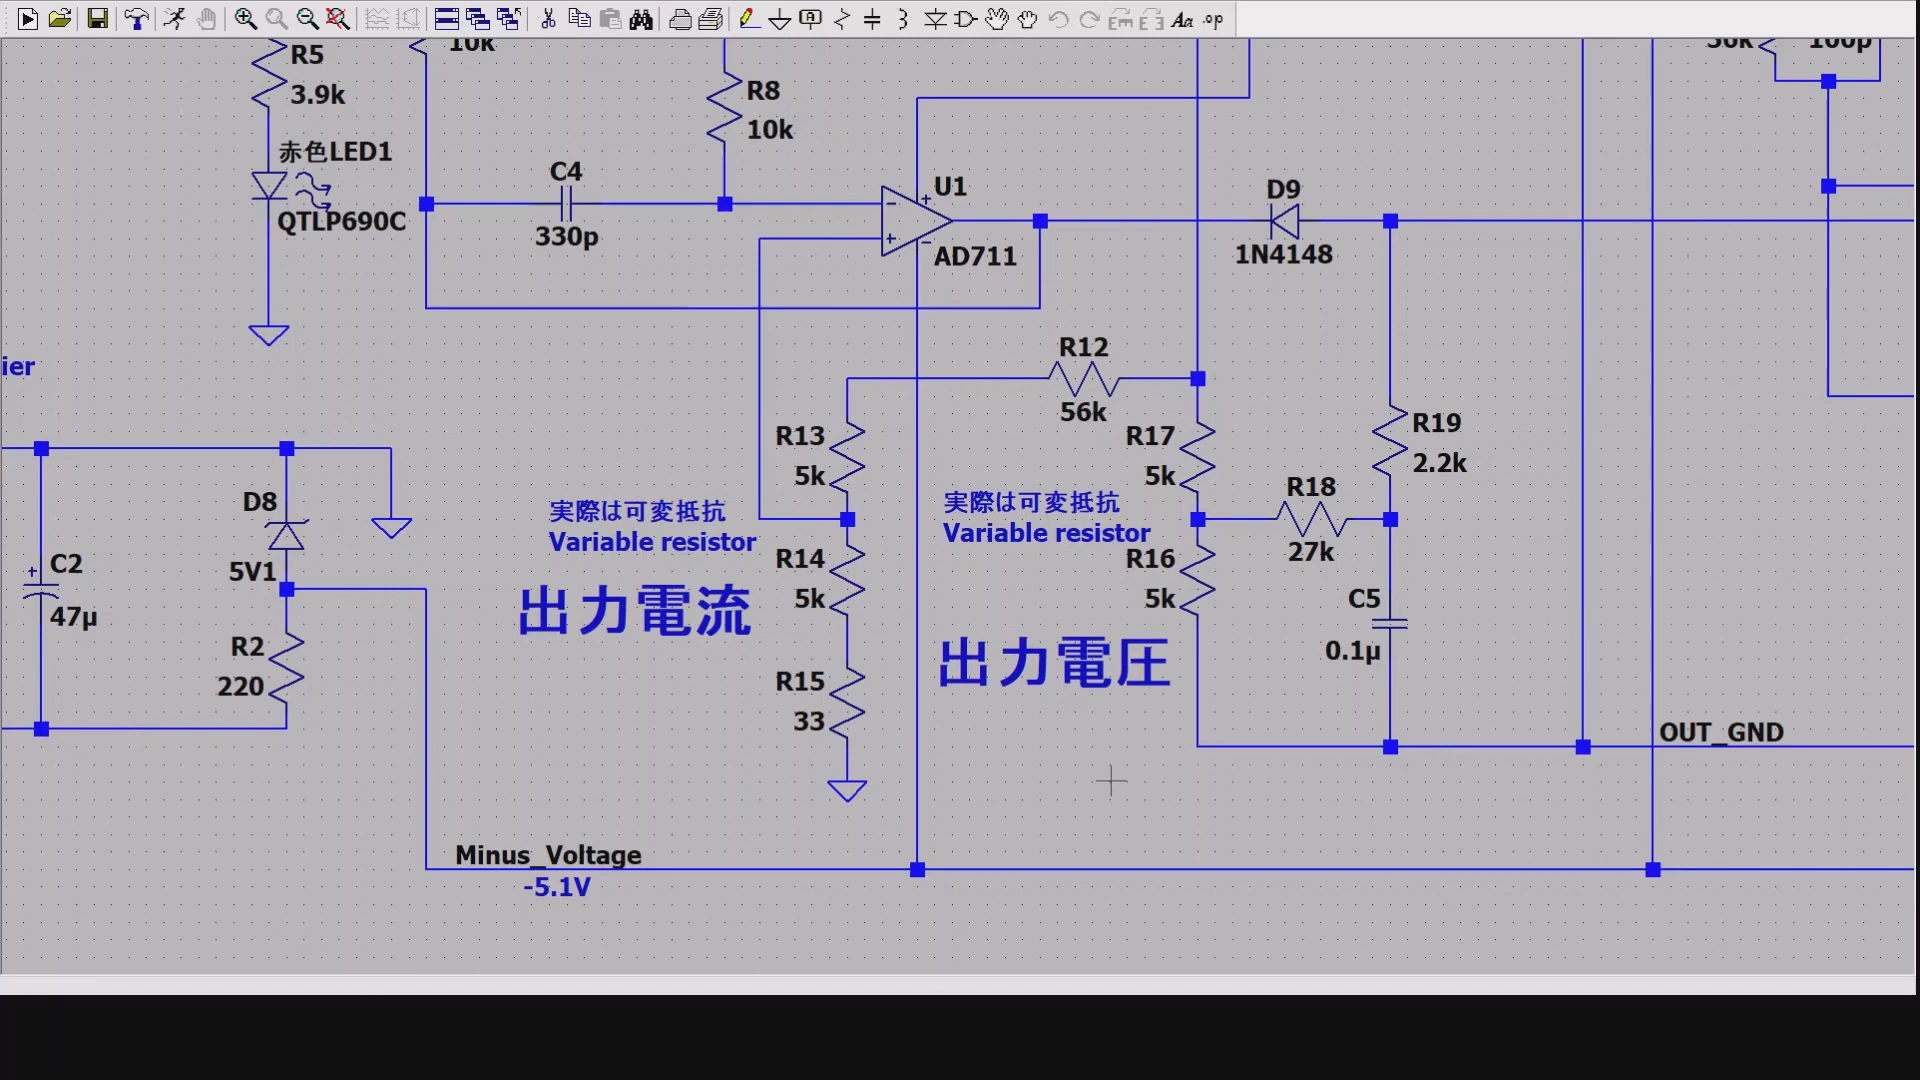 R5
3.9k
10k
36k
100p
R8
10k
赤色LED1
QTLP690C
C4
330p
U1
AD711
D9
1N4148
ier
R12
56k
R13
5k
R17
5k
R19
2.2k
R18
27k
D8
5V1
C2
47µ
実際は可変抵抗
Variable resistor
実際は可変抵抗
Variable resistor
R14
5k
R16
5k
出力電流
出力電圧
C5
0.1µ
R2
220
R15
33
OUT_GND
Minus_Voltage
-5.1V